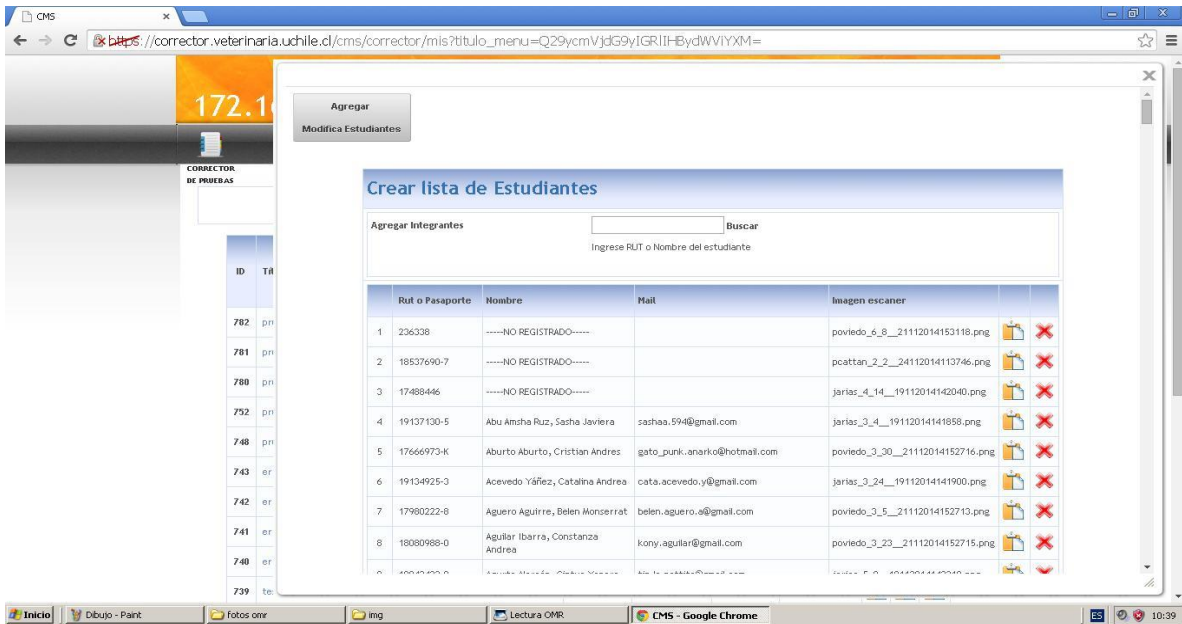 CMS
https://corrector.veterinaria.uchile.cl/cms/corrector/mis?titulo_menu=Q29ycmVjdG9yIGRlIHBydWViYXM=
172.1
CORRECTOR
DE PRUEBAS
ID
782
781
780
752
748
743
742
741
740
739
Agregar
Modifica Estudiantes
Crear lista de Estudiantes
Agregar Integrantes Buscar
Ingrese RUT o Nombre del estudiante
Rut o Pasaporte Nombre Mail Imagen escaner
1 236338 -----NO REGISTRADO----- poviedo_6_8__21112014153118.png
2 18537690-7 -----NO REGISTRADO----- pcattan_2_2__24112014113746.png
3 17488446 -----NO REGISTRADO----- jarias_4_14__19112014142040.png
4 19137130-5 Abu Amsha Ruz, Sasha Javiera sashaa.594@gmail.com jarias_3_4__19112014141858.png
5 17666973-K Aburto Aburto, Cristian Andres gato_punk.anarko@hotmail.com poviedo_3_30__21112014152716.png
6 19134925-3 Acevedo Yáñez, Catalina Andrea cata.acevedo.y@gmail.com jarias_3_24__19112014141900.png
7 17980222-8 Aguero Aguirre, Belen Monserrat belen.aguero.a@gmail.com poviedo_3_5__21112014152713.png
8 18080988-0 Aguilar Ibarra, Constanza
Andrea kony.aguilar@gmail.com poviedo_3_23__21112014152715.png
Inicio Dibujo - Paint fotos omr img Lectura OMR CMS - Google Chrome ES 10:39